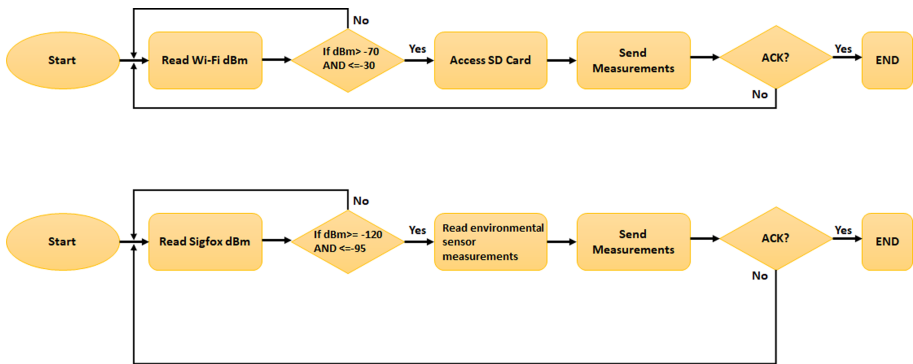 No
Start
Read Wi-Fi dBm
If dBm> -70
AND <=-30
Yes
Access SD Card
Send
Measurements
ACK?
Yes
END
No
No
Start
Read Sigfox dBm
If dBm>= -120
AND <=-95
Yes
Read environmental
sensor
measurements
Send
Measurements
ACK?
Yes
END
No